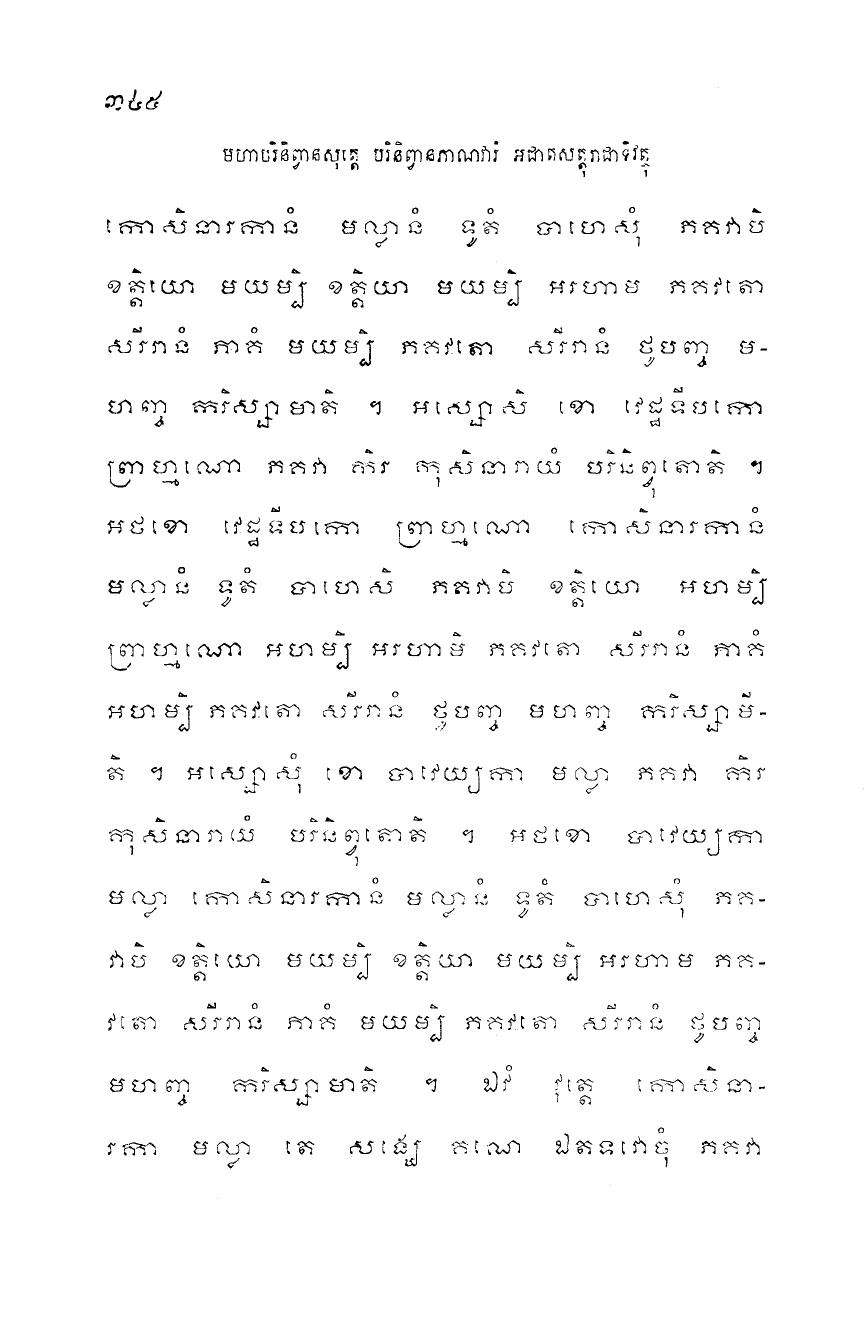 ៣៤៥
មហាបរិនិព្វានសុត្តេ បរិនិព្វានភាណវារំ អជាតសត្តុរាជាទិវត្ថុ
កោសិនារកានំ មល្លានំ ទូតំ បាហេសុំ ភគវាបិ
ខត្តិយោ មយម្បិ ខត្តិយា មយម្បិ អរហាម ភគវតោ
សរីរានំ ភាគំ មយម្បិ ភគវតោ សរីរានំ ថូបញ្ច ម-
ហញ្ច ករិស្សាមាតិ ។ អស្សោសិ ខោ វេដ្ឋទីបកោ
ព្រាហ្មណោ ភគវា កិរ កុសិនារាយំ បរិនិព្វុតោតិ ។
អថខោ វេដ្ឋទីបកោ ព្រាហ្មណោ កោសិនារកានំ
មល្លានំ ទូតំ បាហេសិ ភគវាបិ ខត្តិយោ អហម្បិ
ព្រាហ្មណោ អហម្បិ អរហាមិ ភគវតោ សរីរានំ ភាគំ
អហម្បិ ភគវតោ សរីរានំ ថូបញ្ច មហញ្ច ករិស្សាមី-
តិ ។ អស្សោសុំ ខោ បាវេយ្យកា មល្លា ភគវា កិរ
កុសិនារាយំ បរិនិព្វុតោតិ ។ អថខោ បាវេយ្យកា
មល្លា កោសិនារកានំ មល្លានំ ទូតំ បាហេសុំ ភគ-
វាបិ ខត្តិយោ មយម្បិ ខត្តិយា មយម្បិ អរហាម ភគ-
វតោ សរីរានំ ភាគំ មយម្បិ ភគវតោ សរីរានំ ថូបញ្ច
មហញ្ច ករិស្សាមាតិ ។ ឯវំ វុត្តេ កោសិនា-
រកា មល្លា តេ សង្ឃេ គណេ ឯតទវោចុំ ភគវា